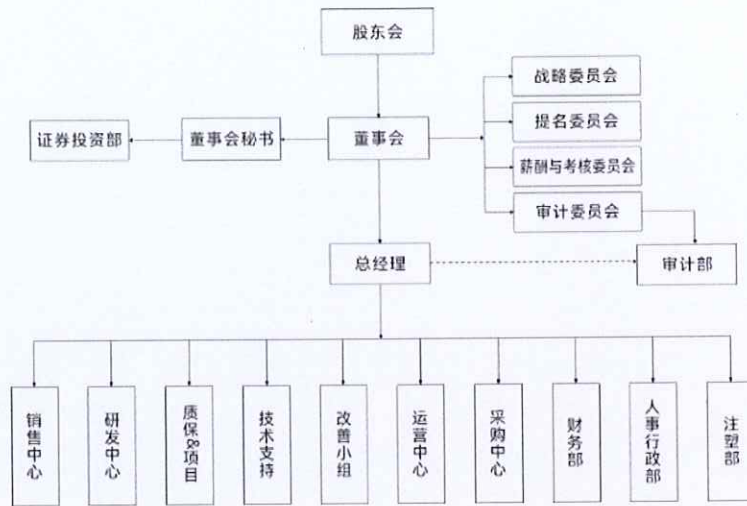 股东会
战略委员会
提名委员会
证券投资部
董事会秘书
董事会
薪酬与考核委员会
审计委员会
总经理
审计部
销售中心
研发中心
质保&项目
技术支持
改善小组
运营中心
采购中心
财务部
人事行政部
注塑部